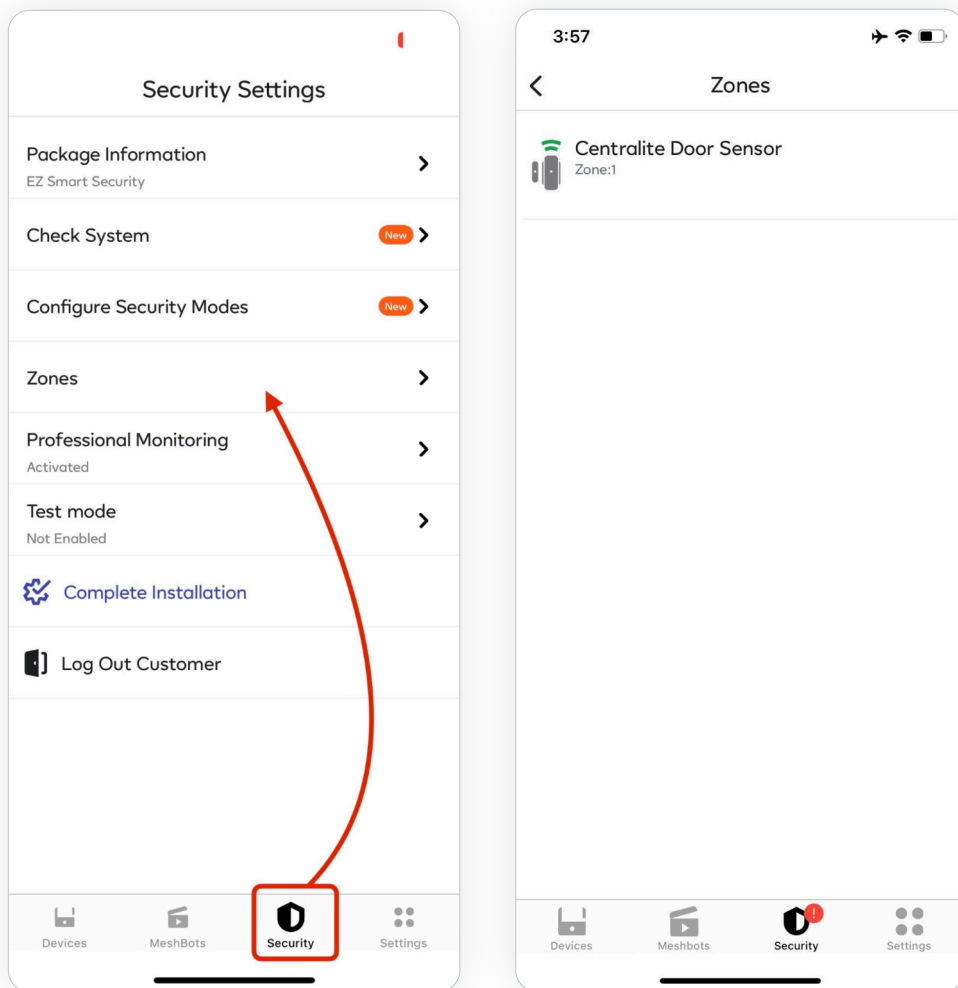 Security Settings
Package Information
EZ Smart Security
Check System
New
Configure Security Modes
New
Zones
Professional Monitoring
Activated
Test mode
Not Enabled
Complete Installation
Log Out Customer
Devices
MeshBots
Security
Settings
3:57
Zones
Centralite Door Sensor
Zone:1
Devices
Meshbots
Security
!
Settings